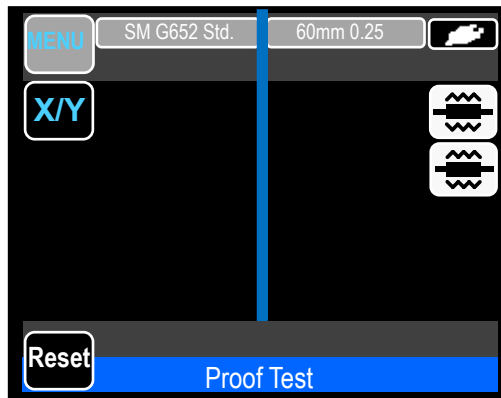 MENU
SM G652 Std.
60mm 0.25
X/Y
Reset
Proof Test